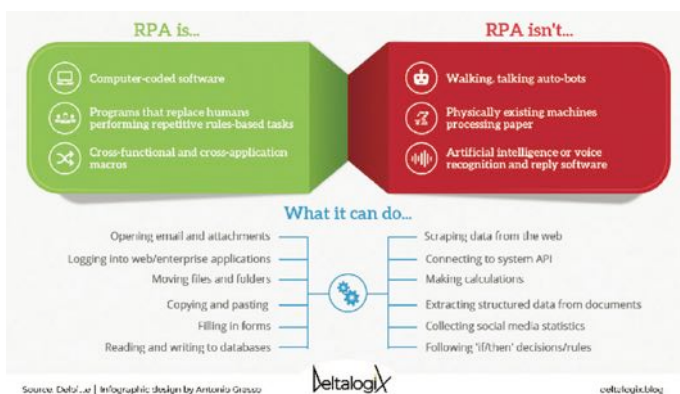 RPA is...
Computer-coded software
Programs that replace humans
performing repetitive rules-based tasks
Cross-functional and cross-application
macros
RPA isn't...
Walking, talking auto-bots
Physically existing machines
processing paper
Artificial intelligence or voice
recognition and reply software
What it can do...
Opening email and attachments
Logging into web/enterprise applications
Moving files and folders
Copying and pasting
Filling in forms
Reading and writing to databases
Scraping data from the web
Connecting to system API
Making calculations
Extracting structured data from documents
Collecting social media statistics
Following 'if/then' decisions/rules
Source: Deloitte | Infographic design by Antonio Grasso
DeltalogiX
deltalogix.blog